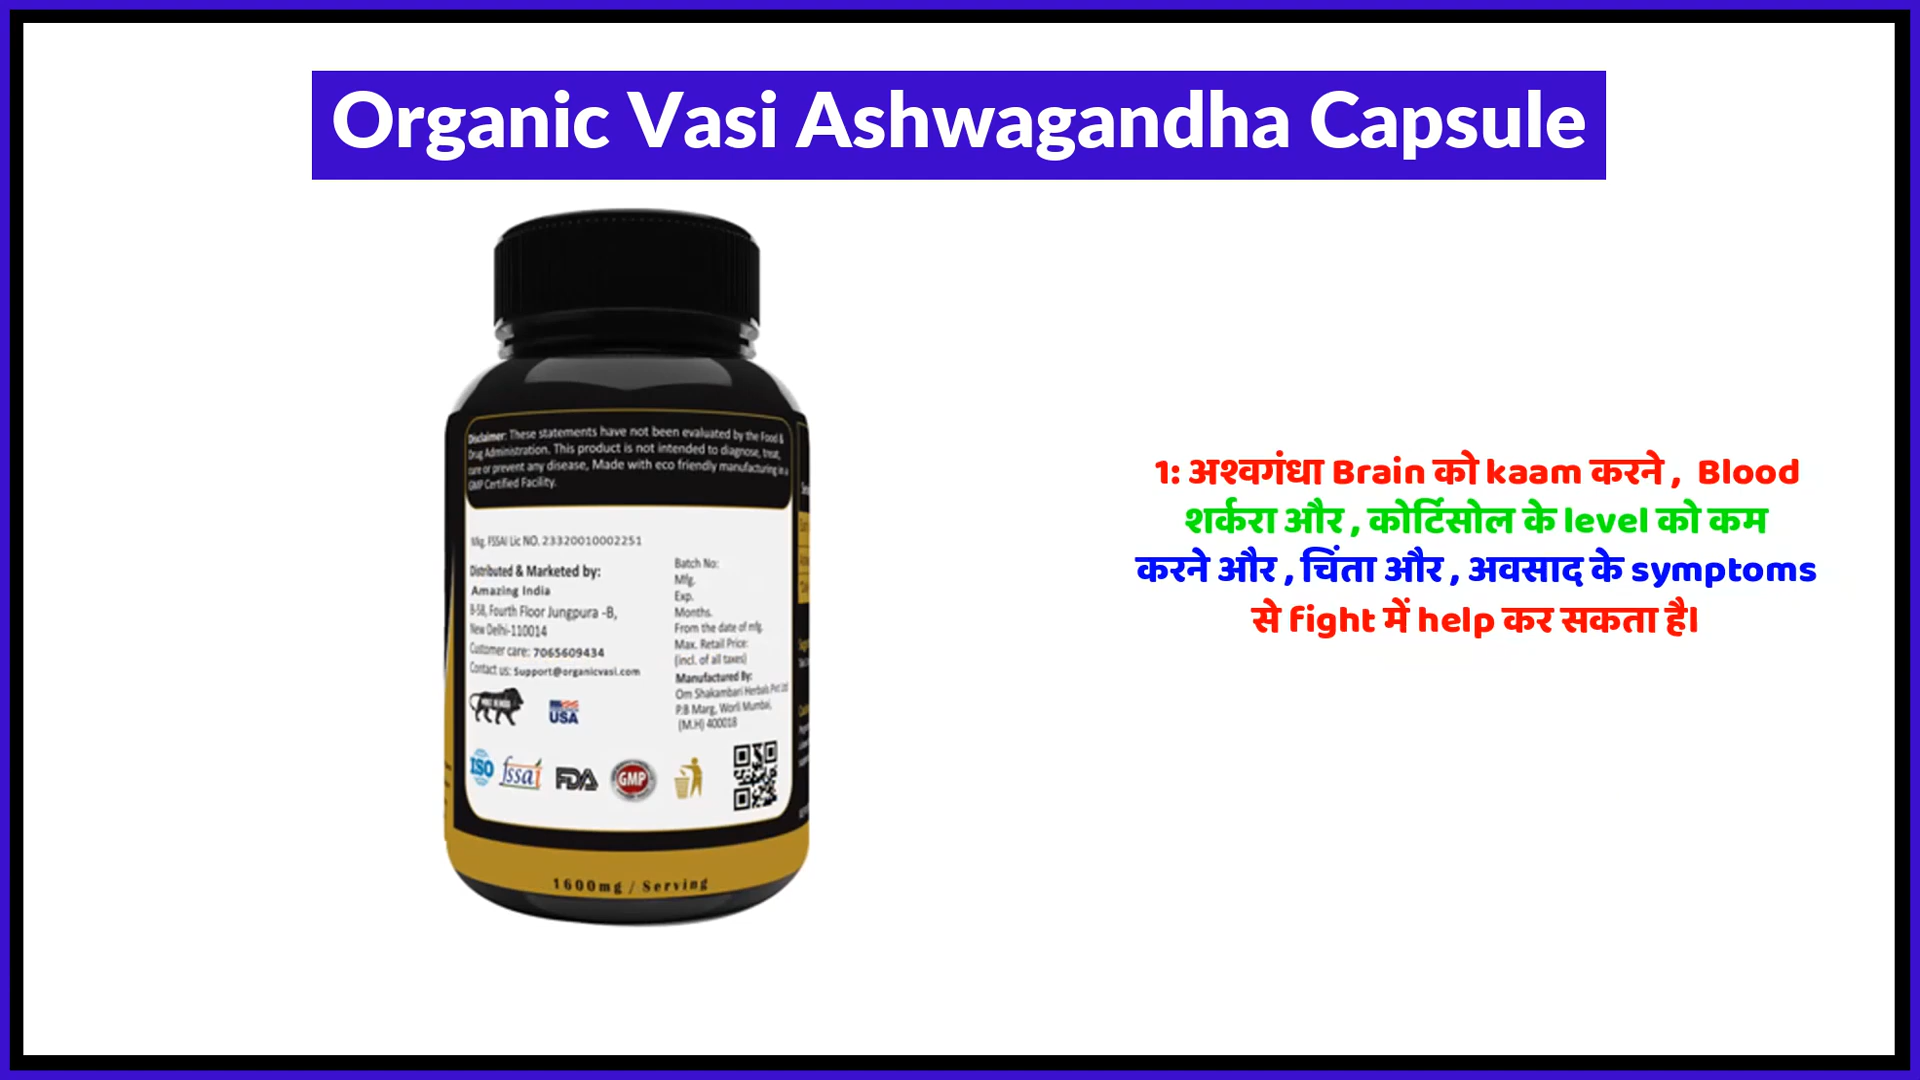 Organic Vasi Ashwagandha Capsule
Disclaimer: These statements have not been evaluated by the Food &
Drug Administration. This product is not intended to diagnose, treat,
cure or prevent any disease, Made with eco friendly manufacturing in a
GMP Certified Facility.
Mkg. FSSAI Lic NO. 23320010002251
Distributed & Marketed by:
Amazing India
B-58, Fourth Floor Jungpura -B,
New Delhi-110014
Customer care: 7065609434
Contact us: Support@organicvasi.com
Batch No:
Mfg.
Exp.
Months.
From the date of mfg.
Max. Retail Price:
(incl. of all taxes)
Manufactured By:
Om Shakambari Herbals Pvt Ltd
P.B Marg, Worli Mumbai,
(M.H) 400018
USA
ISO
fssai
FDA
GMP
1600mg / Serving
1: अश्वगंधा Brain को kaam करने , Blood
शर्करा और , कोर्टिसोल के level को कम
करने और , चिंता और , अवसाद के symptoms
से fight में help कर सकता है।